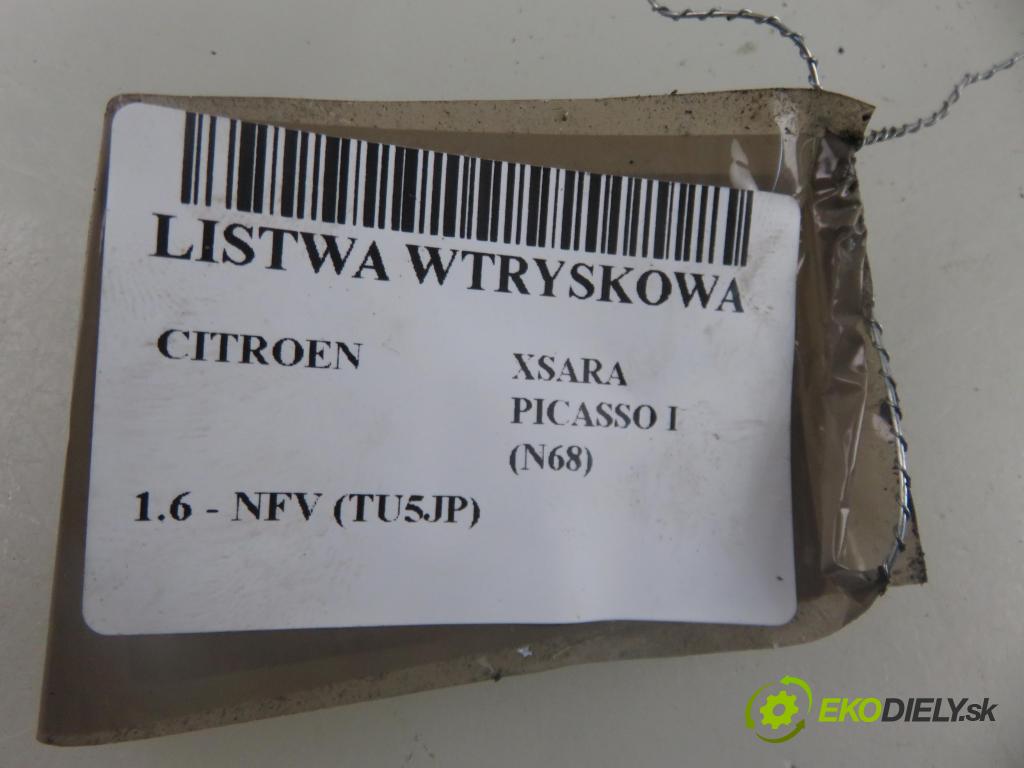 LISTWA WTRYSKOWA
CITROEN
XSARA
PICASSO I
(N68)
1.6 - NFV (TU5JP)
EKODIELY.sk